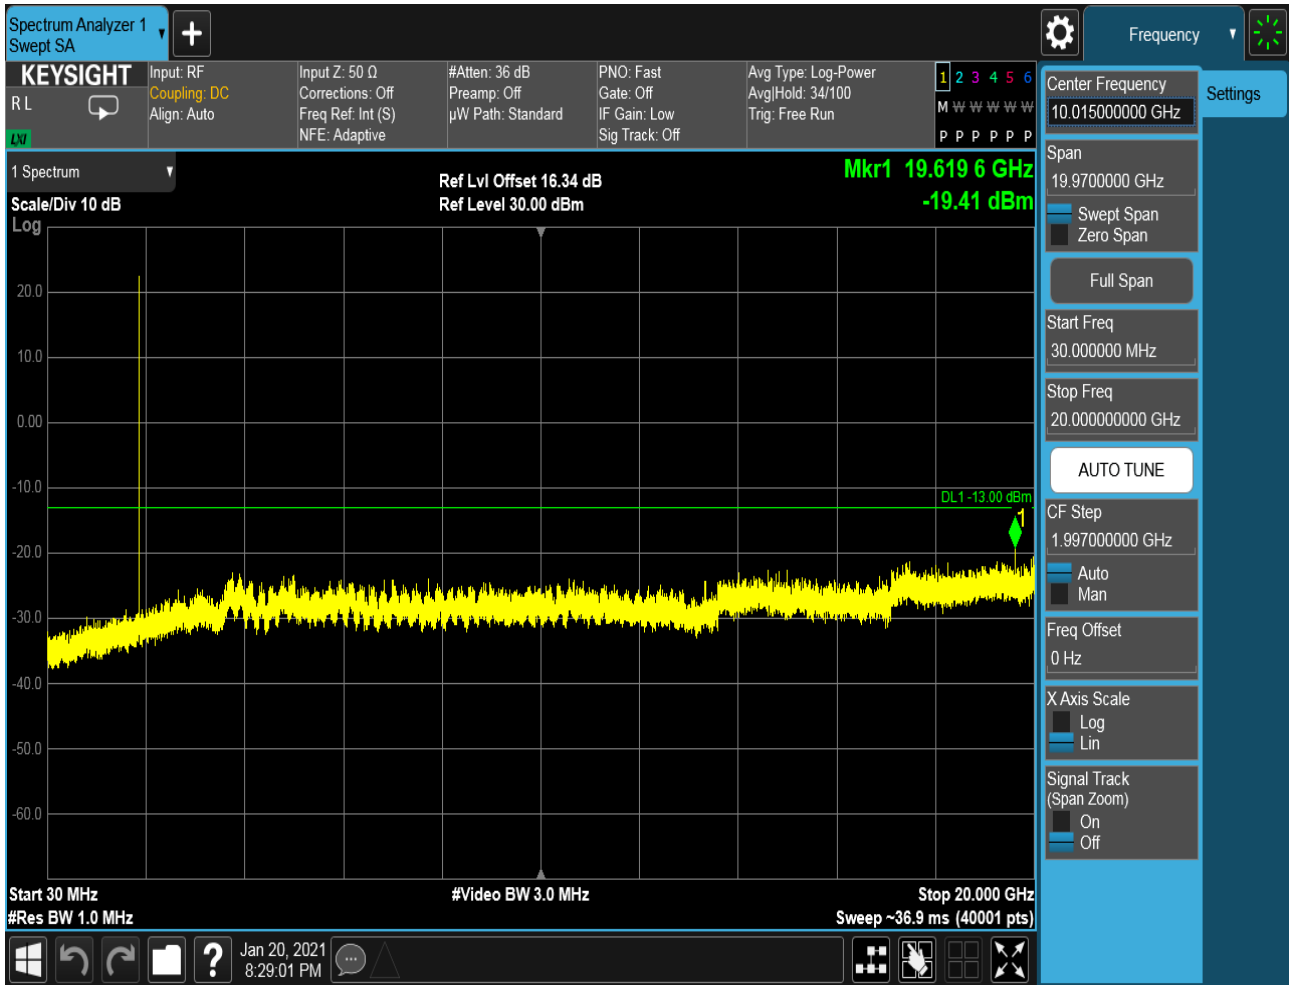 Spectrum Analyzer 1
Swept SA
Frequency
KEYSIGHT
R L
LXI
Input: RF
Coupling: DC
Align: Auto
Input Z: 50 Ω
Corrections: Off
Freq Ref: Int (S)
NFE: Adaptive
#Atten: 36 dB
Preamp: Off
µW Path: Standard
PNO: Fast
Gate: Off
IF Gain: Low
Sig Track: Off
Avg Type: Log-Power
Avg|Hold: 34/100
Trig: Free Run
1 2 3 4 5 6
M W W W W W
P P P P P P
1 Spectrum
Scale/Div 10 dB
Log
Ref Lvl Offset 16.34 dB
Ref Level 30.00 dBm
Mkr1 19.619 6 GHz
-19.41 dBm
20.0
10.0
0.00
-10.0
-20.0
-30.0
-40.0
-50.0
-60.0
DL1 -13.00 dBm
1
Start 30 MHz
#Res BW 1.0 MHz
#Video BW 3.0 MHz
Stop 20.000 GHz
Sweep ~36.9 ms (40001 pts)
?
Jan 20, 2021
8:29:01 PM
Center Frequency
10.015000000 GHz
Settings
Span
19.9700000 GHz
Swept Span
Zero Span
Full Span
Start Freq
30.000000 MHz
Stop Freq
20.000000000 GHz
AUTO TUNE
CF Step
1.997000000 GHz
Auto
Man
Freq Offset
0 Hz
X Axis Scale
Log
Lin
Signal Track
(Span Zoom)
On
Off